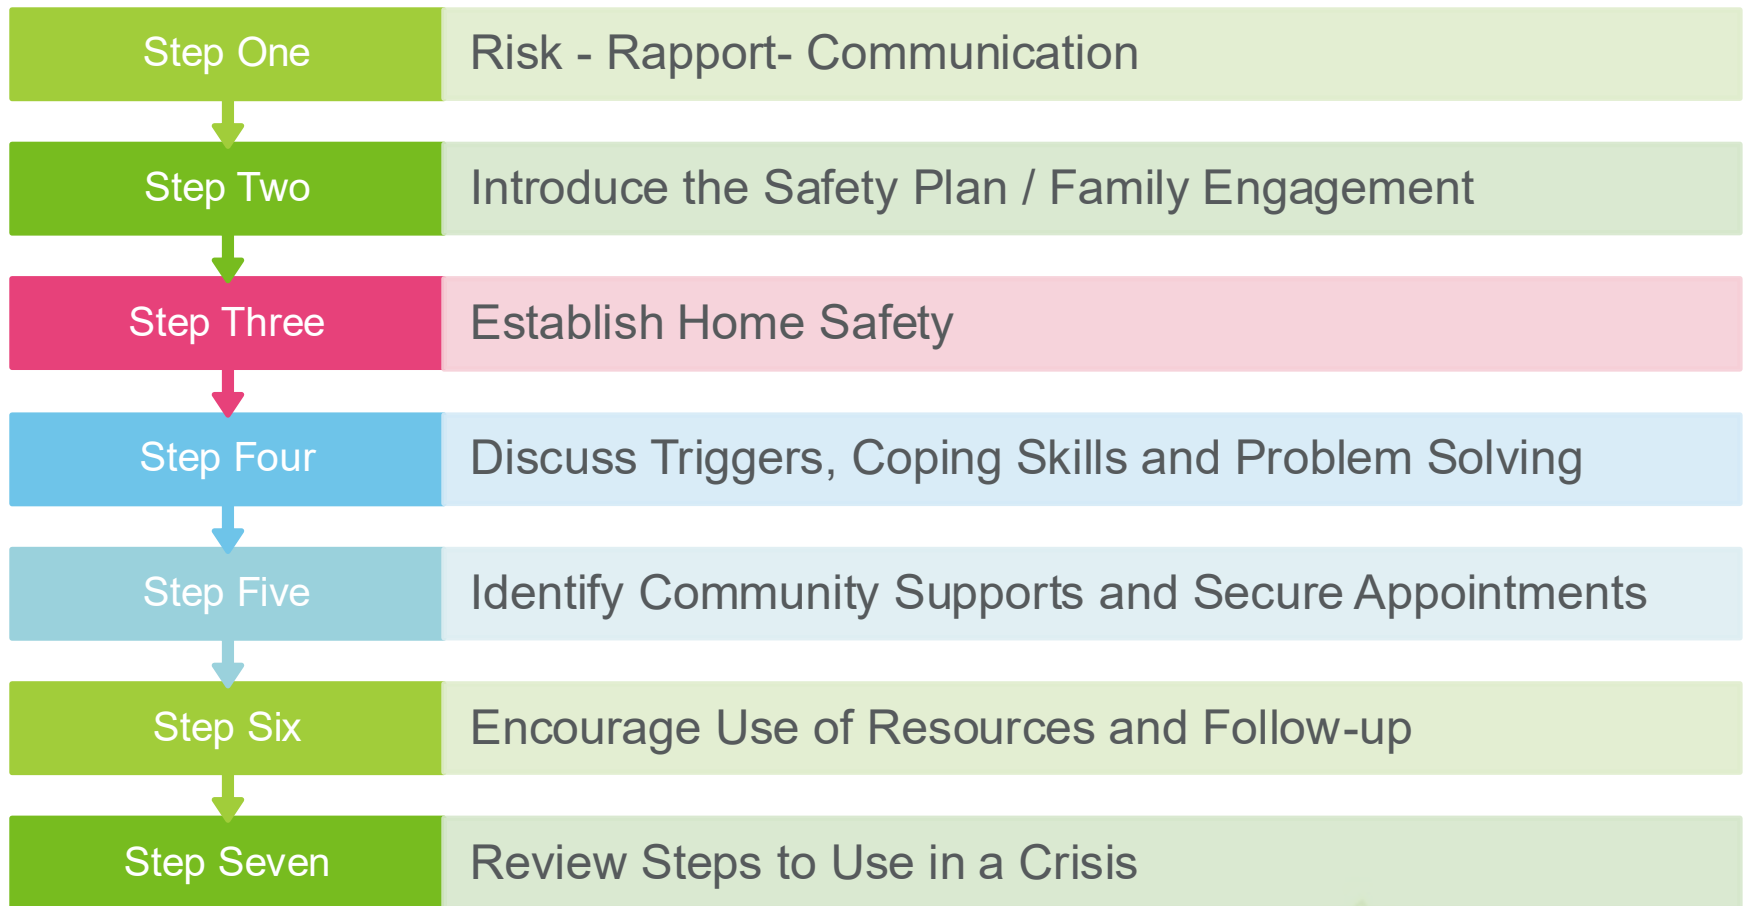 Step One
Risk - Rapport- Communication
Step Two
Introduce the Safety Plan / Family Engagement
Step Three
Establish Home Safety
Step Four
Discuss Triggers, Coping Skills and Problem Solving
Step Five
Identify Community Supports and Secure Appointments
Step Six
Encourage Use of Resources and Follow-up
Step Seven
Review Steps to Use in a Crisis